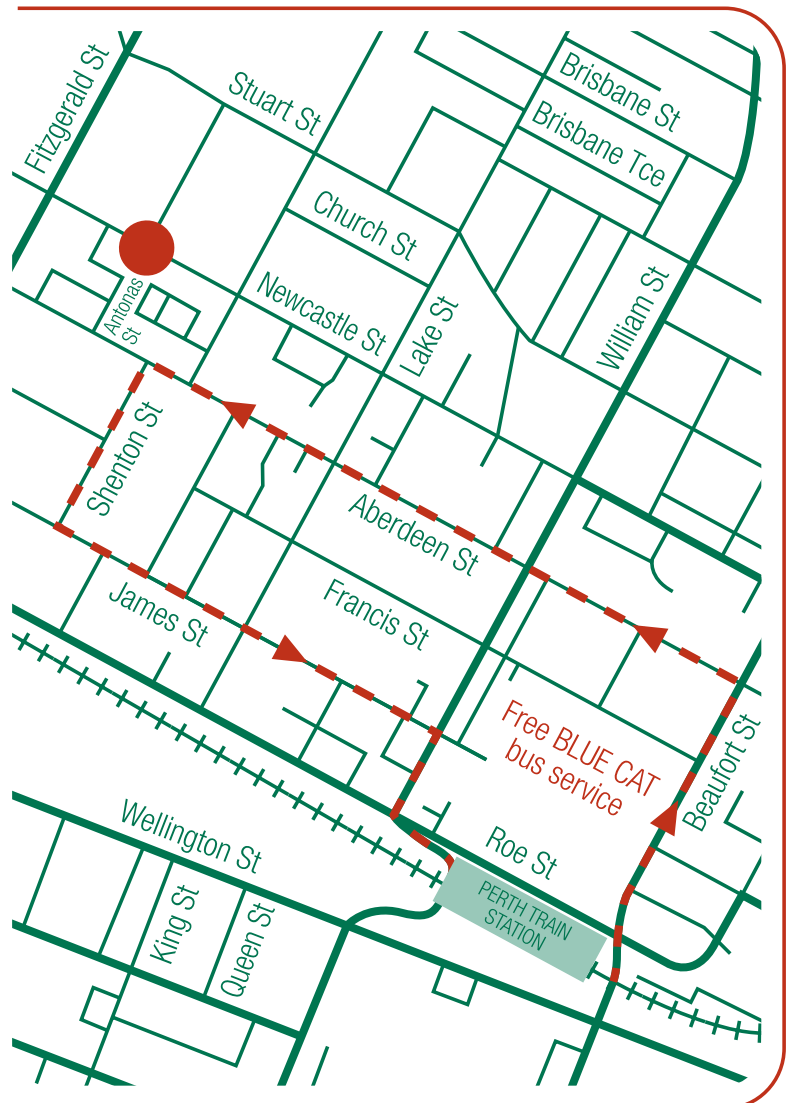 Fitzgerald St
Stuart St
Brisbane St
Brisbane Tce
Church St
Newcastle St
Lake St
William St
Antonas
St
Shenton St
Aberdeen St
James St
Francis St
Free BLUE CAT
bus service
Beaufort St
Wellington St
Roe St
PERTH TRAIN
STATION
King St
Queen St